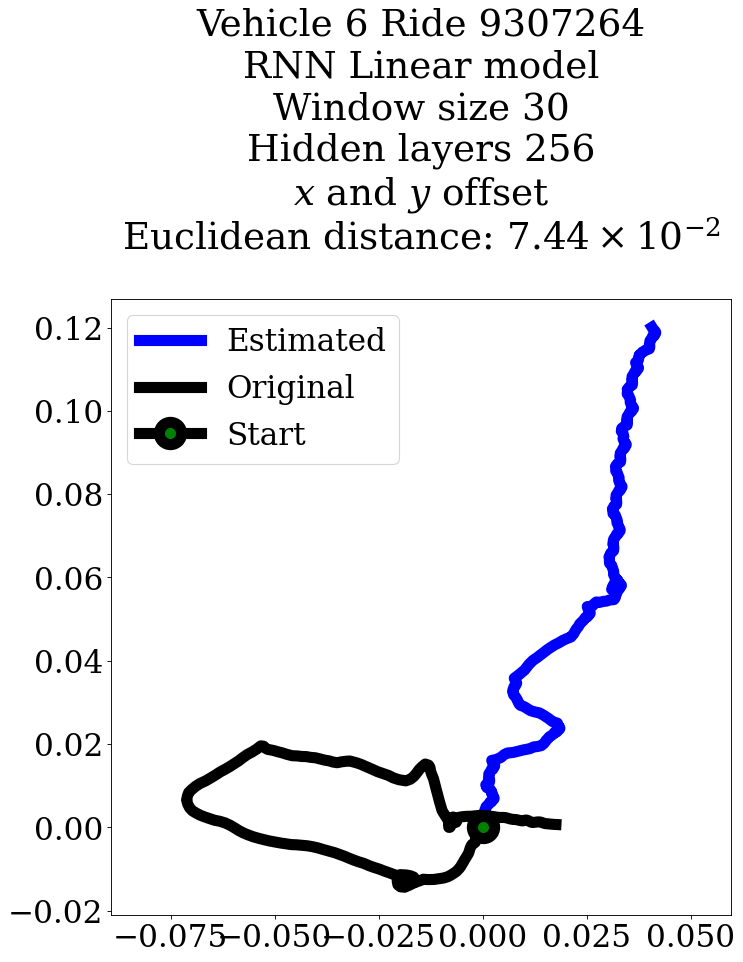 Vehicle 6 Ride 9307264
RNN Linear model
Window size 30
Hidden layers 256
x and y offset
Euclidean distance: 7.44 × 10⁻²
Estimated
Original
Start
0.12
0.10
0.08
0.06
0.04
0.02
0.00
−0.02
−0.075 −0.050 −0.025 0.000 0.025 0.050